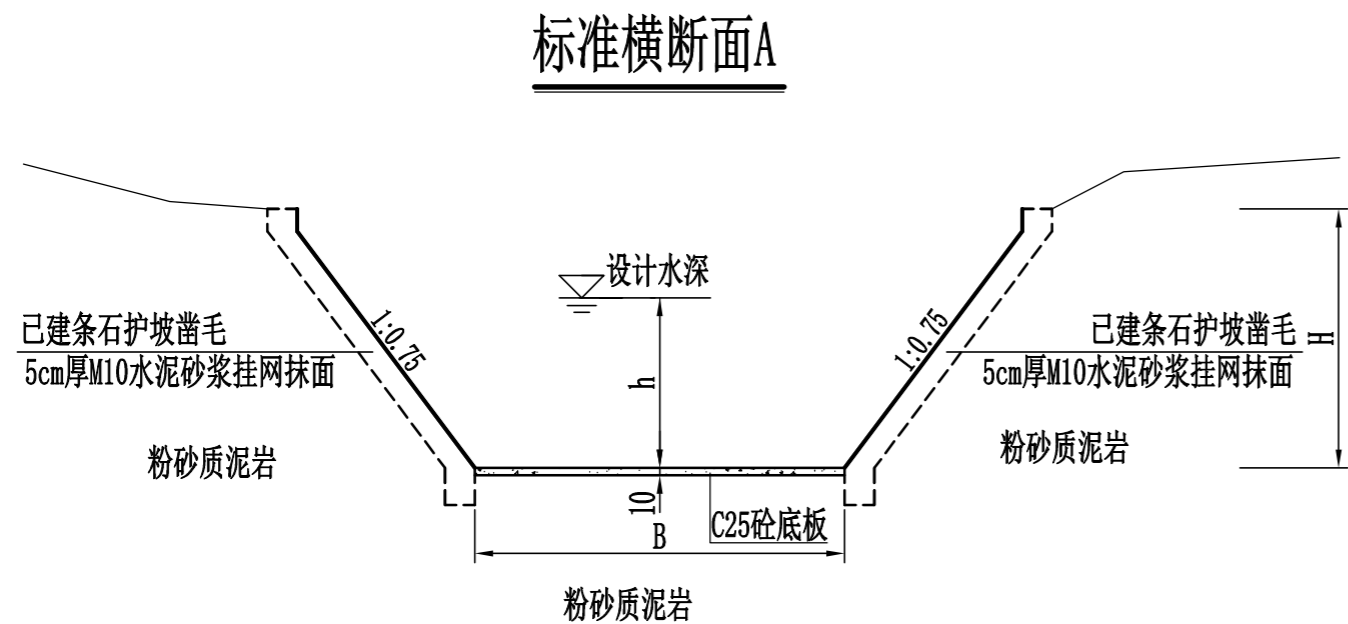 标准横断面A
设计水深
已建条石护坡凿毛
5cm厚M10水泥砂浆挂网抹面
1:0.75
h
1:0.75
已建条石护坡凿毛
5cm厚M10水泥砂浆挂网抹面
H
粉砂质泥岩
粉砂质泥岩
10
C25砼底板
B
粉砂质泥岩